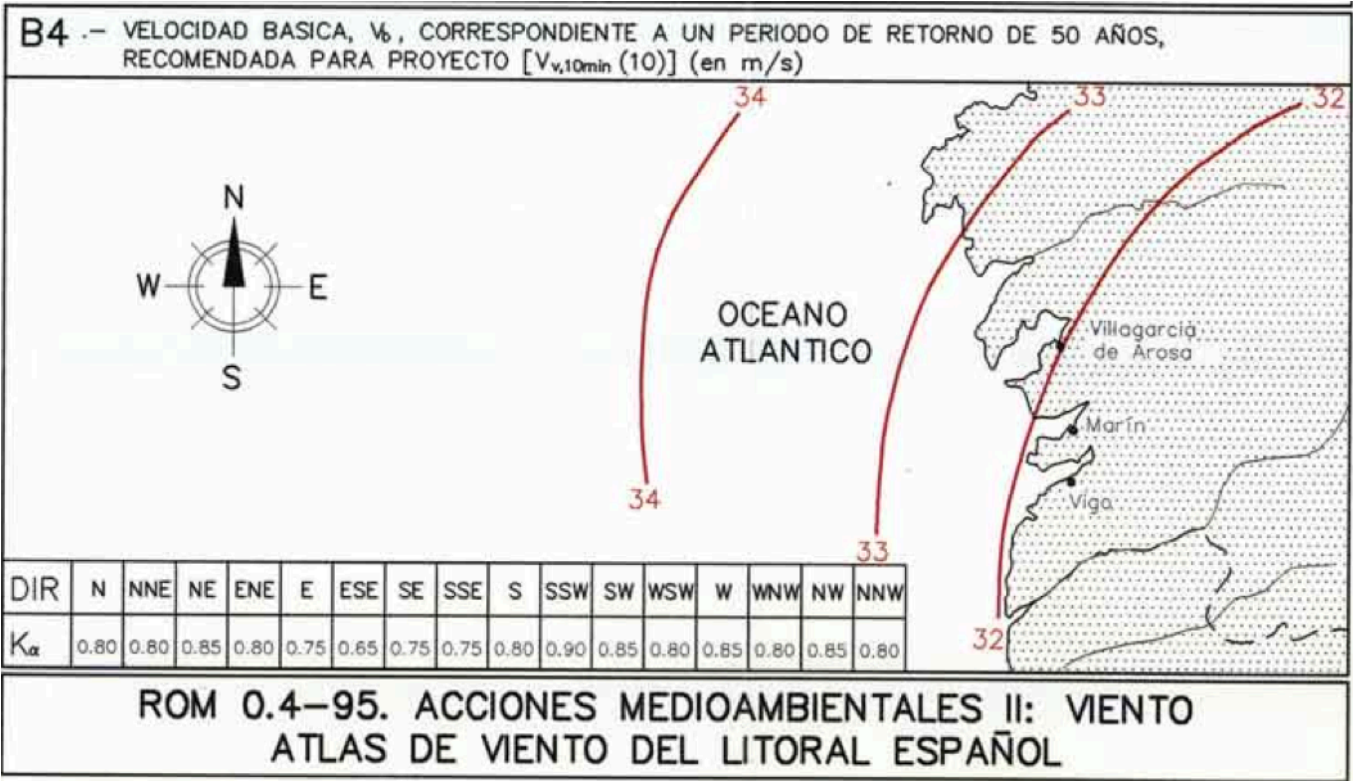 B4 .- VELOCIDAD BASICA, Vb, CORRESPONDIENTE A UN PERIODO DE RETORNO DE 50 AÑOS,
RECOMENDADA PARA PROYECTO [Vv,10min (10)] (en m/s)
34
33
32
N
W
E
S
OCEANO
ATLANTICO
Villagarcia
de Arosa
Marín
Vigo
34
33
32
DIR N NNE NE ENE E ESE SE SSE S SSW SW WSW W WNW NW NNW
Kα 0.80 0.80 0.85 0.80 0.75 0.65 0.75 0.75 0.80 0.90 0.85 0.80 0.85 0.80 0.85 0.80
ROM 0.4-95. ACCIONES MEDIOAMBIENTALES II: VIENTO
ATLAS DE VIENTO DEL LITORAL ESPAÑOL